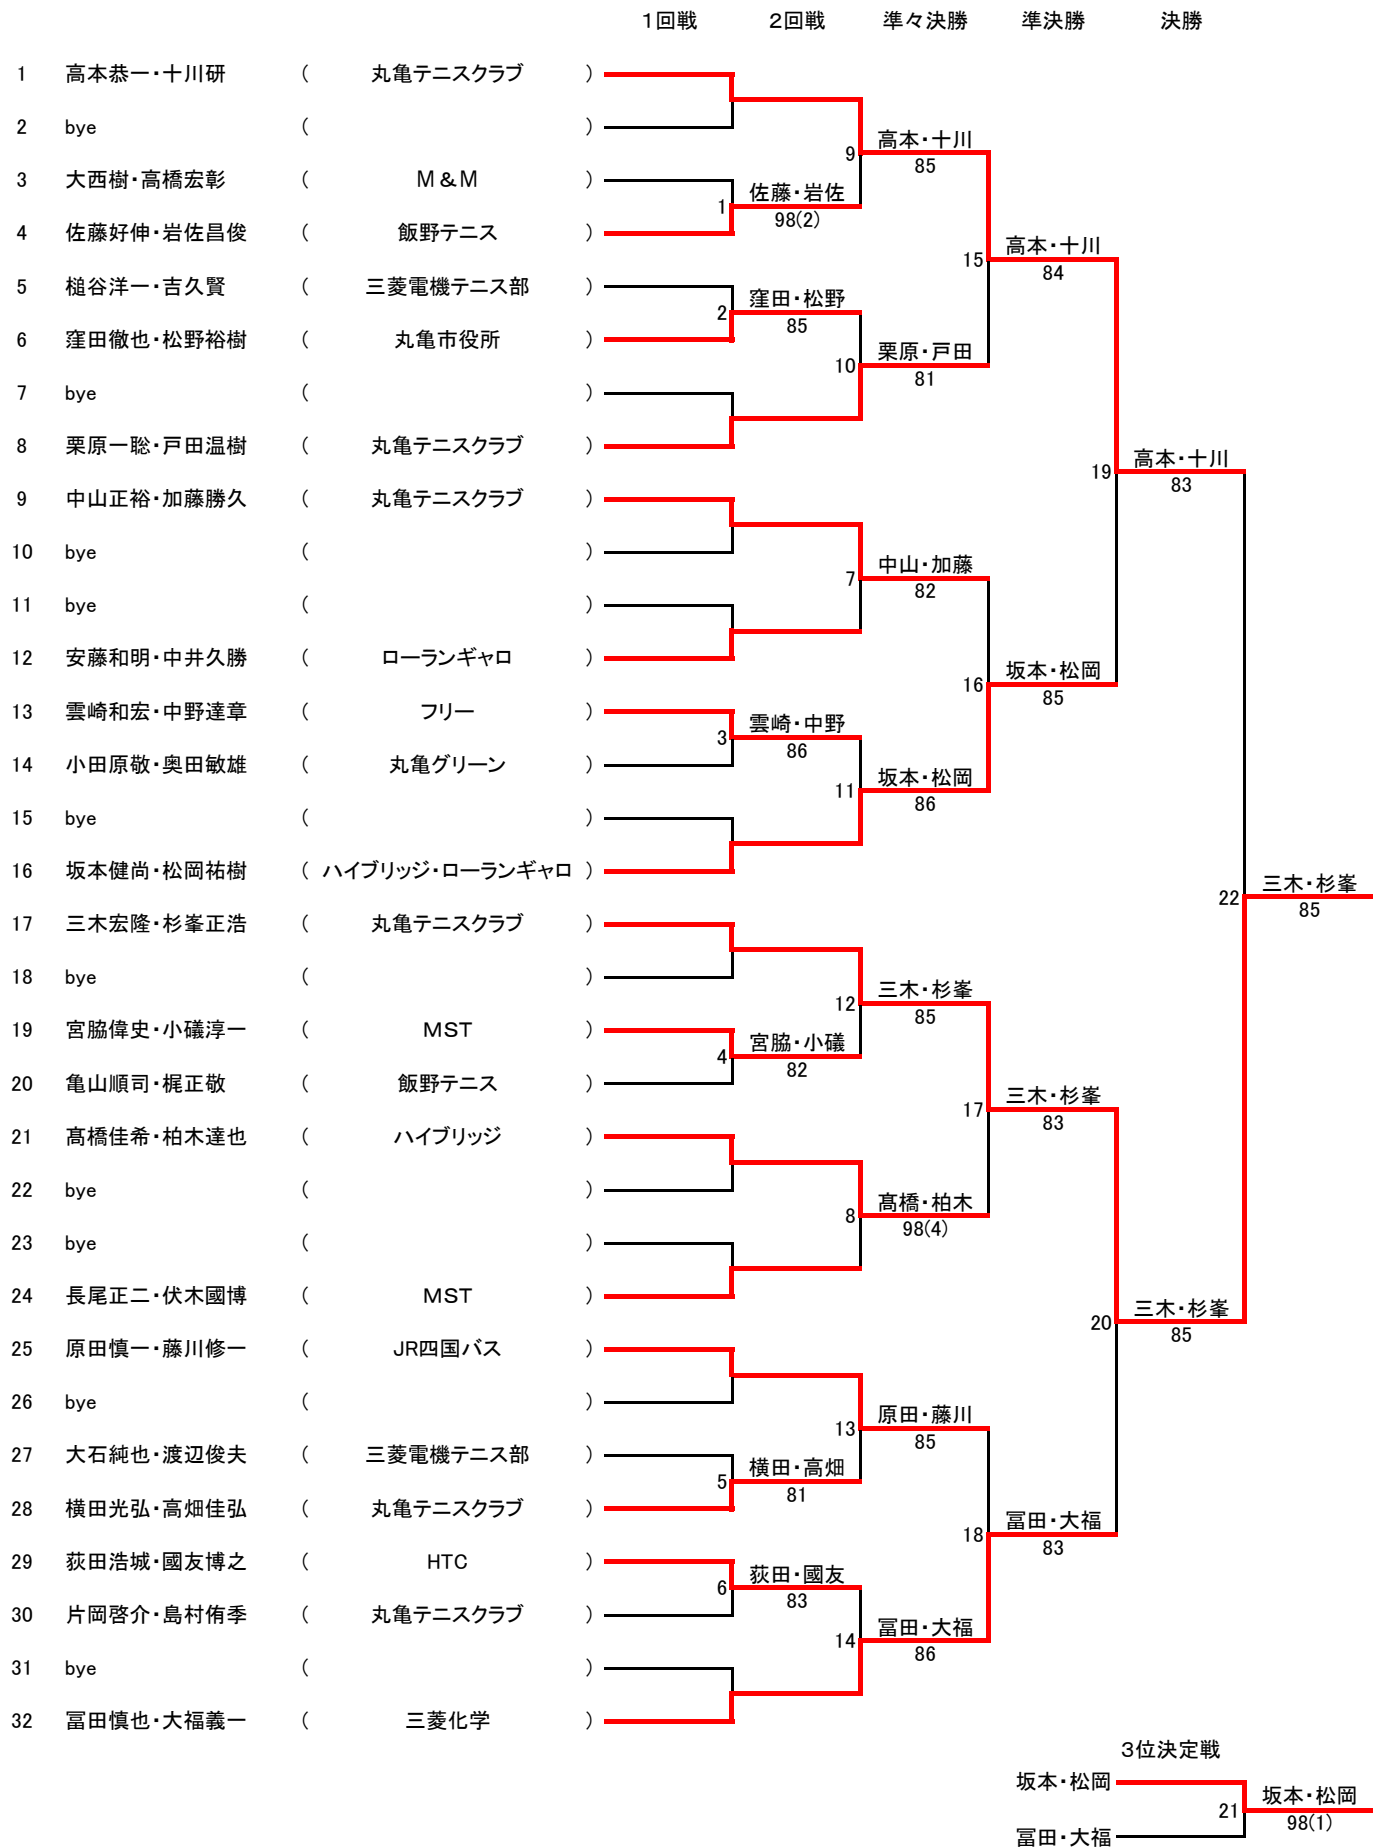 1回戦 2回戦 準々決勝 準決勝 決勝
1 高本恭一・十川研 ( 丸亀テニスクラブ )
2 bye ( )
9 高本・十川
85
3 大西樹・高橋宏彰 ( M&M )
1 佐藤・岩佐
98(2)
4 佐藤好伸・岩佐昌俊 ( 飯野テニス )
15 高本・十川
84
5 槌谷洋一・吉久賢 ( 三菱電機テニス部 )
2 窪田・松野
85
6 窪田徹也・松野裕樹 ( 丸亀市役所 )
10 栗原・戸田
81
7 bye ( )
8 栗原一聡・戸田温樹 ( 丸亀テニスクラブ )
19 高本・十川
83
9 中山正裕・加藤勝久 ( 丸亀テニスクラブ )
10 bye ( )
7 中山・加藤
82
11 bye ( )
12 安藤和明・中井久勝 ( ローランギャロ )
16 坂本・松岡
85
13 雲崎和宏・中野達章 ( フリー )
3 雲崎・中野
86
14 小田原敬・奥田敏雄 ( 丸亀グリーン )
11 坂本・松岡
86
15 bye ( )
16 坂本健尚・松岡祐樹 ( ハイブリッジ・ローランギャロ )
22 三木・杉峯
85
17 三木宏隆・杉峯正浩 ( 丸亀テニスクラブ )
18 bye ( )
12 三木・杉峯
85
19 宮脇偉史・小礒淳一 ( MST )
4 宮脇・小礒
82
20 亀山順司・梶正敬 ( 飯野テニス )
17 三木・杉峯
83
21 髙橋佳希・柏木達也 ( ハイブリッジ )
22 bye ( )
8 髙橋・柏木
98(4)
23 bye ( )
24 長尾正二・伏木國博 ( MST )
20 三木・杉峯
85
25 原田慎一・藤川修一 ( JR四国バス )
26 bye ( )
13 原田・藤川
85
27 大石純也・渡辺俊夫 ( 三菱電機テニス部 )
5 横田・高畑
81
28 横田光弘・高畑佳弘 ( 丸亀テニスクラブ )
18 冨田・大福
83
29 荻田浩城・國友博之 ( HTC )
6 荻田・國友
83
30 片岡啓介・島村侑季 ( 丸亀テニスクラブ )
14 冨田・大福
86
31 bye ( )
32 冨田慎也・大福義一 ( 三菱化学 )
3位決定戦
坂本・松岡
21 坂本・松岡
98(1)
冨田・大福